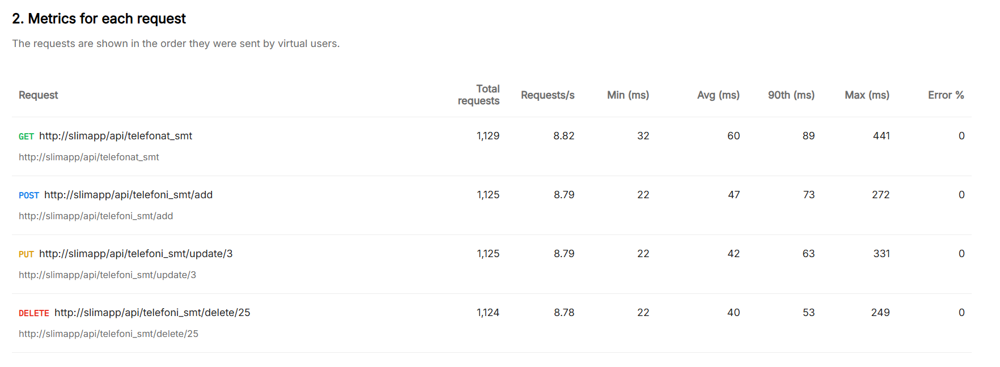 2. Metrics for each request
The requests are shown in the order they were sent by virtual users.
Request Total requests Requests/s Min (ms) Avg (ms) 90th (ms) Max (ms) Error %
GET http://slimapp/api/telefonat_smt 1,129 8.82 32 60 89 441 0
http://slimapp/api/telefonat_smt
POST http://slimapp/api/telefoni_smt/add 1,125 8.79 22 47 73 272 0
http://slimapp/api/telefoni_smt/add
PUT http://slimapp/api/telefoni_smt/update/3 1,125 8.79 22 42 63 331 0
http://slimapp/api/telefoni_smt/update/3
DELETE http://slimapp/api/telefoni_smt/delete/25 1,124 8.78 22 40 53 249 0
http://slimapp/api/telefoni_smt/delete/25